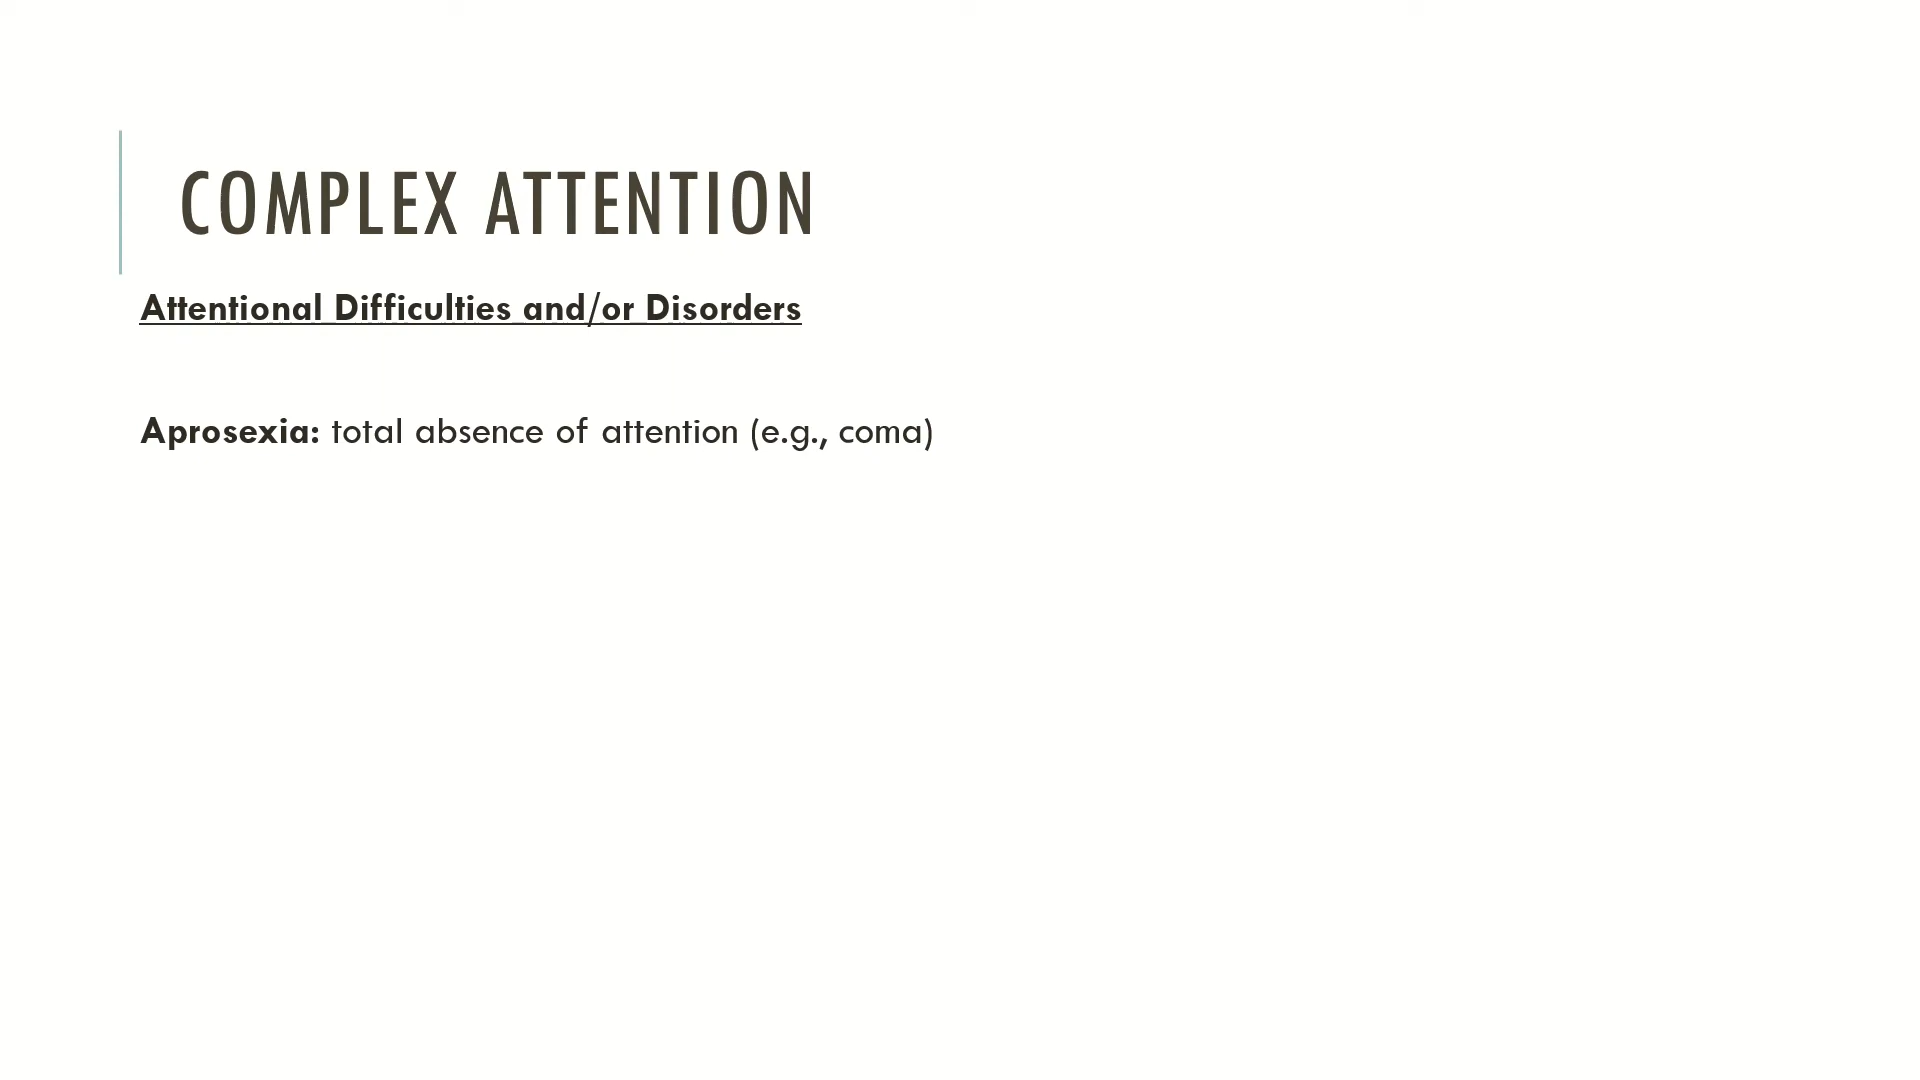 COMPLEX ATTENTION
Attentional Difficulties and/or Disorders
Aprosexia: total absence of attention (e.g., coma)